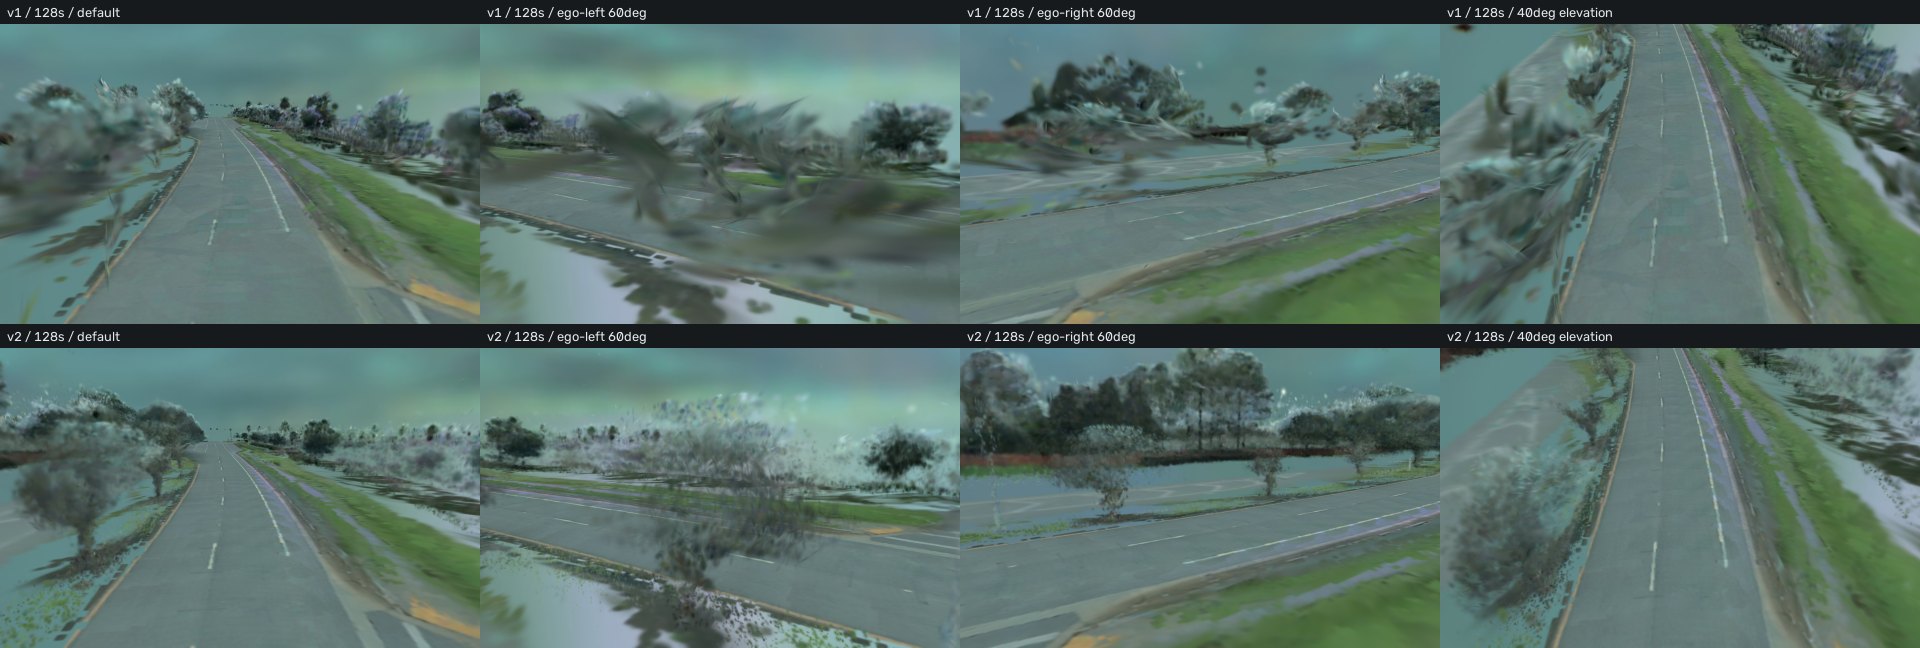 v1 / 128s / default
v1 / 128s / ego-left 60deg
v1 / 128s / ego-right 60deg
v1 / 128s / 40deg elevation
v2 / 128s / default
v2 / 128s / ego-left 60deg
v2 / 128s / ego-right 60deg
v2 / 128s / 40deg elevation